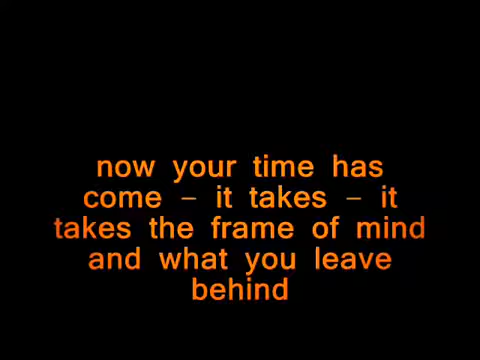 now your time has
come – it takes – it
takes the frame of mind
and what you leave
behind